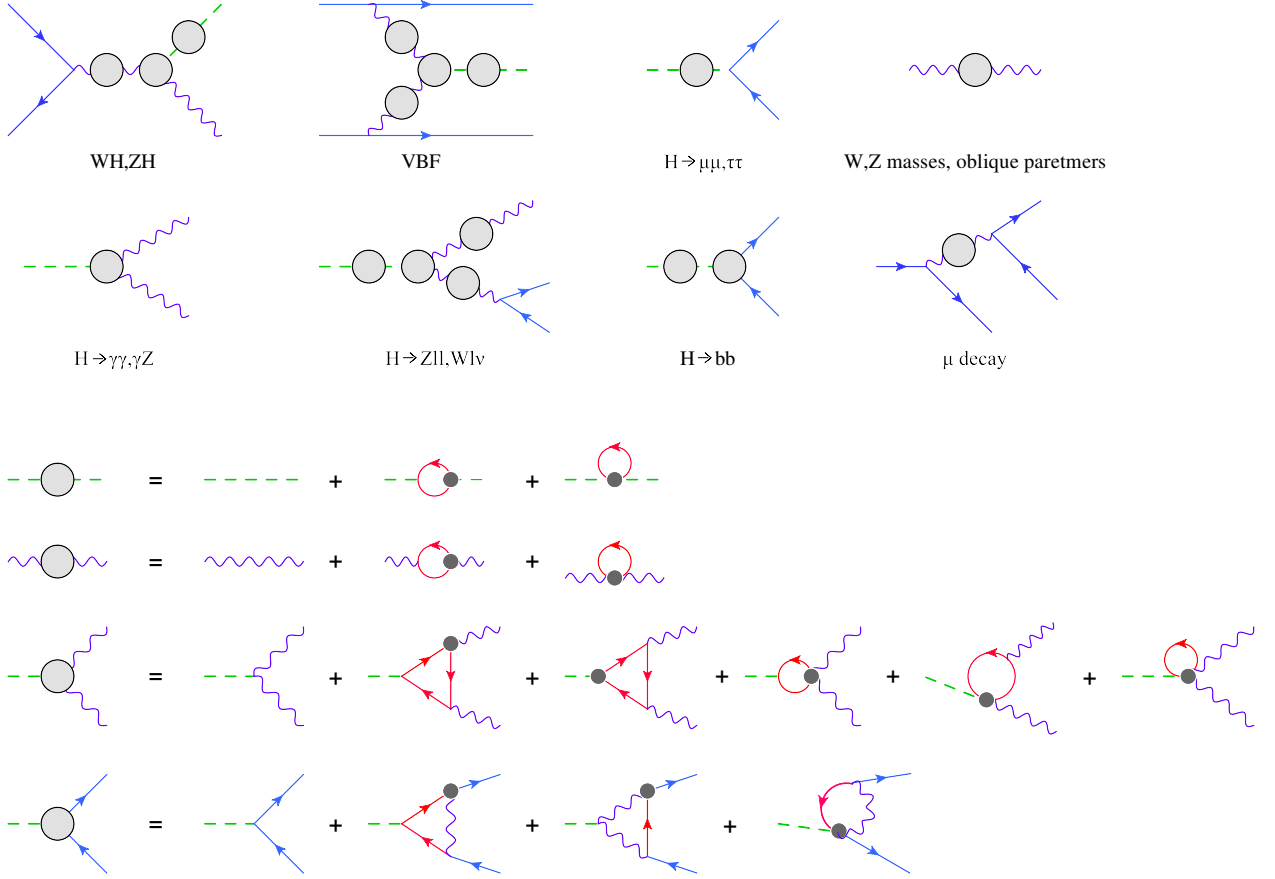 WH,ZH
VBF
H→μμ,ττ
W,Z masses, oblique paretmers
H→γγ,γZ
H→Zll,Wlν
H→bb
μ decay
= + +
= + +
= + + + + +
= + + +